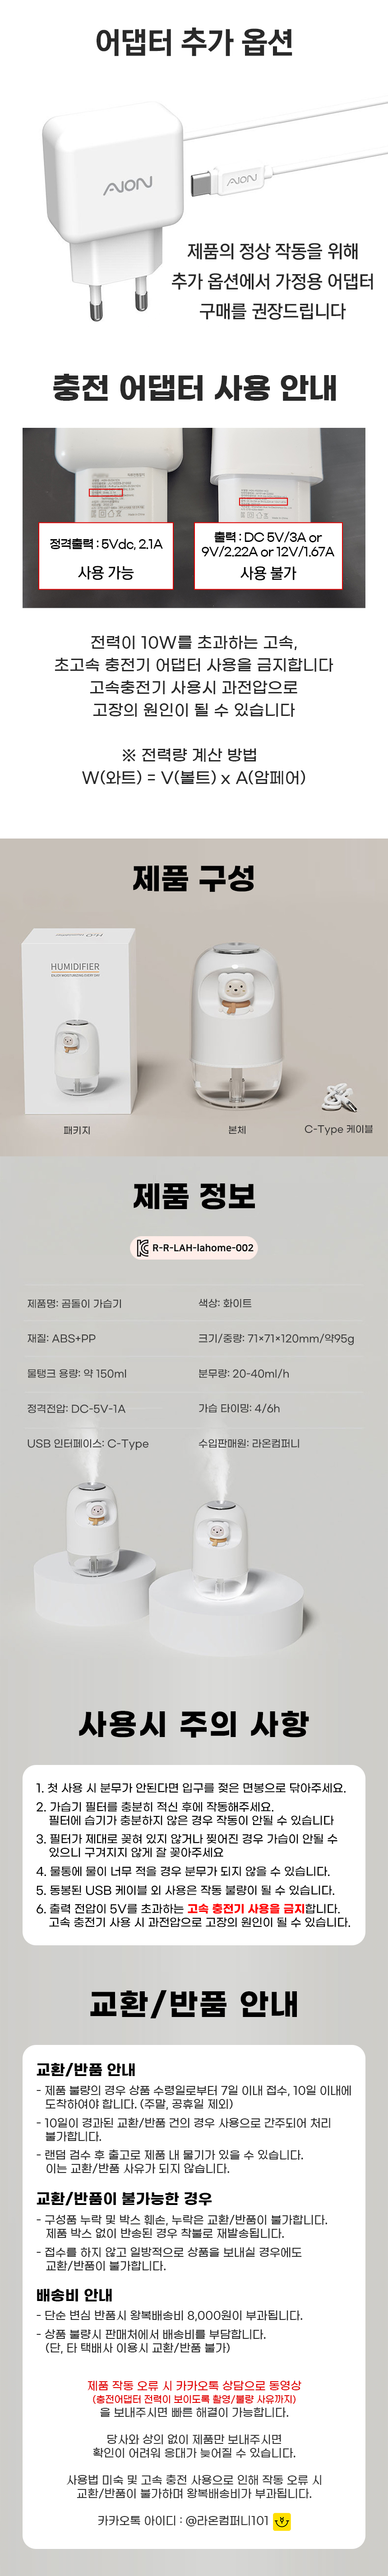 어댑터 추가 옵션
AION
AION
제품의 정상 작동을 위해
추가 옵션에서 가정용 어댑터
구매를 권장드립니다
충전 어댑터 사용 안내
정격출력 : 5Vdc, 2.1A
사용 가능
출력 : DC 5V/3A or
9V/2.22A or 12V/1.67A
사용 불가
전력이 10W를 초과하는 고속,
초고속 충전기 어댑터 사용을 금지합니다
고속충전기 사용시 과전압으로
고장의 원인이 될 수 있습니다
※ 전력량 계산 방법
W(와트) = V(볼트) x A(암페어)
제품 구성
HUMIDIFIER
ENJOY MOISTURIZING EVERY DAY
패키지
본체
C-Type 케이블
제품 정보
R-R-LAH-lahome-002
제품명: 곰돌이 가습기
색상: 화이트
재질: ABS+PP
크기/중량: 71×71×120mm/약95g
물탱크 용량: 약 150ml
분무량: 20-40ml/h
정격전압: DC-5V-1A
가습 타이밍: 4/6h
USB 인터페이스: C-Type
수입판매원: 라온컴퍼니
사용시 주의 사항
1. 첫 사용 시 분무가 안된다면 입구를 젖은 면봉으로 닦아주세요.
2. 가습기 필터를 충분히 적신 후에 작동해주세요.
필터에 습기가 충분하지 않은 경우 작동이 안될 수 있습니다
3. 필터가 제대로 꽂혀 있지 않거나 찢어진 경우 가습이 안될 수
있으니 구겨지지 않게 잘 꽂아주세요
4. 물통에 물이 너무 적을 경우 분무가 되지 않을 수 있습니다.
5. 동봉된 USB 케이블 외 사용은 작동 불량이 될 수 있습니다.
6. 출력 전압이 5V를 초과하는 고속 충전기 사용을 금지합니다.
고속 충전기 사용 시 과전압으로 고장의 원인이 될 수 있습니다.
교환/반품 안내
교환/반품 안내
- 제품 불량의 경우 상품 수령일로부터 7일 이내 접수, 10일 이내에
도착하여야 합니다. (주말, 공휴일 제외)
- 10일이 경과된 교환/반품 건의 경우 사용으로 간주되어 처리
불가합니다.
- 랜덤 검수 후 출고로 제품 내 물기가 있을 수 있습니다.
이는 교환/반품 사유가 되지 않습니다.
교환/반품이 불가능한 경우
- 구성품 누락 및 박스 훼손, 누락은 교환/반품이 불가합니다.
제품 박스 없이 반송된 경우 착불로 재발송됩니다.
- 접수를 하지 않고 일방적으로 상품을 보내실 경우에도
교환/반품이 불가합니다.
배송비 안내
- 단순 변심 반품시 왕복배송비 8,000원이 부과됩니다.
- 상품 불량시 판매처에서 배송비를 부담합니다.
(단, 타 택배사 이용시 교환/반품 불가)
제품 작동 오류 시 카카오톡 상담으로 동영상
(충전어댑터 전력이 보이도록 촬영/불량 사유까지)
을 보내주시면 빠른 해결이 가능합니다.
당사와 상의 없이 제품만 보내주시면
확인이 어려워 응대가 늦어질 수 있습니다.
사용법 미숙 및 고속 충전 사용으로 인해 작동 오류 시
교환/반품이 불가하며 왕복배송비가 부과됩니다.
카카오톡 아이디 : @라온컴퍼니101